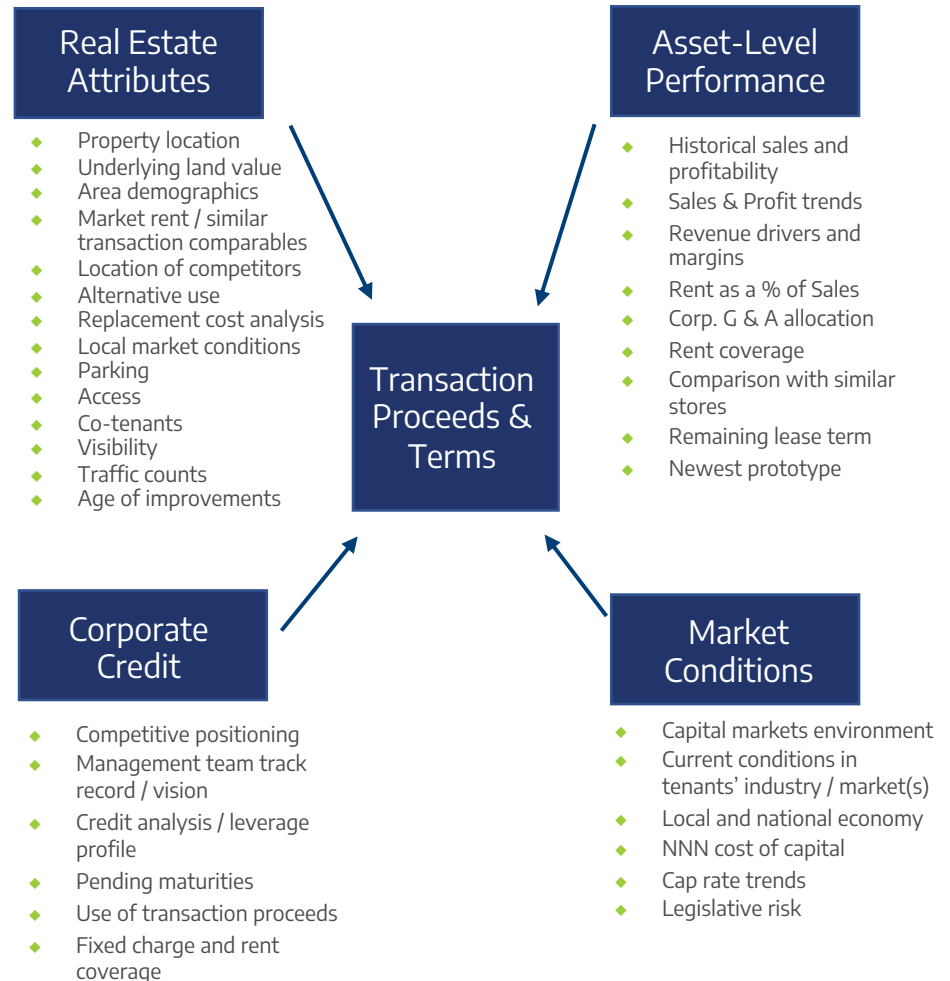 Real Estate
Attributes
Property location
Underlying land value
Area demographics
Market rent / similar
transaction comparables
Location of competitors
Alternative use
Replacement cost analysis
Local market conditions
Parking
Access
Co-tenants
Visibility
Traffic counts
Age of improvements
Asset-Level
Performance
Historical sales and
profitability
Sales & Profit trends
Revenue drivers and
margins
Rent as a % of Sales
Corp. G & A allocation
Rent coverage
Comparison with similar
stores
Remaining lease term
Newest prototype
Transaction
Proceeds &
Terms
Corporate
Credit
Competitive positioning
Management team track
record / vision
Credit analysis / leverage
profile
Pending maturities
Use of transaction proceeds
Fixed charge and rent
coverage
Market
Conditions
Capital markets environment
Current conditions in
tenants’ industry / market(s)
Local and national economy
NNN cost of capital
Cap rate trends
Legislative risk